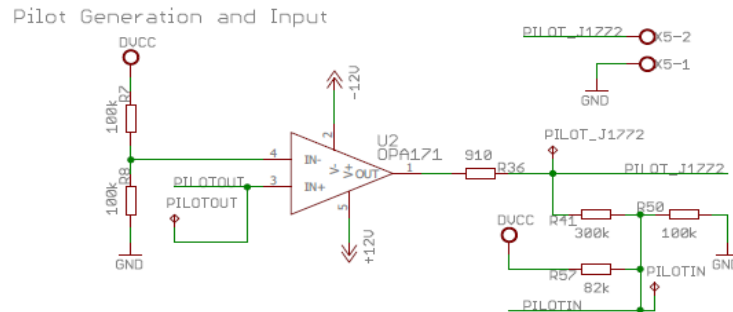 Pilot Generation and Input
DVCC
PILOT_J1772
X5-2
X5-1
GND
-12V
R7
100k
2
U2
OPA171
PILOT_J1772
4
IN-
V-
V+
OUT
1
910
R36
PILOT_J1772
R8
100k
PILOTOUT
3
IN+
PILOTOUT
5
+12V
GND
R41
300k
R50
100k
DVCC
GND
R57
82k
PILOTIN
PILOTIN